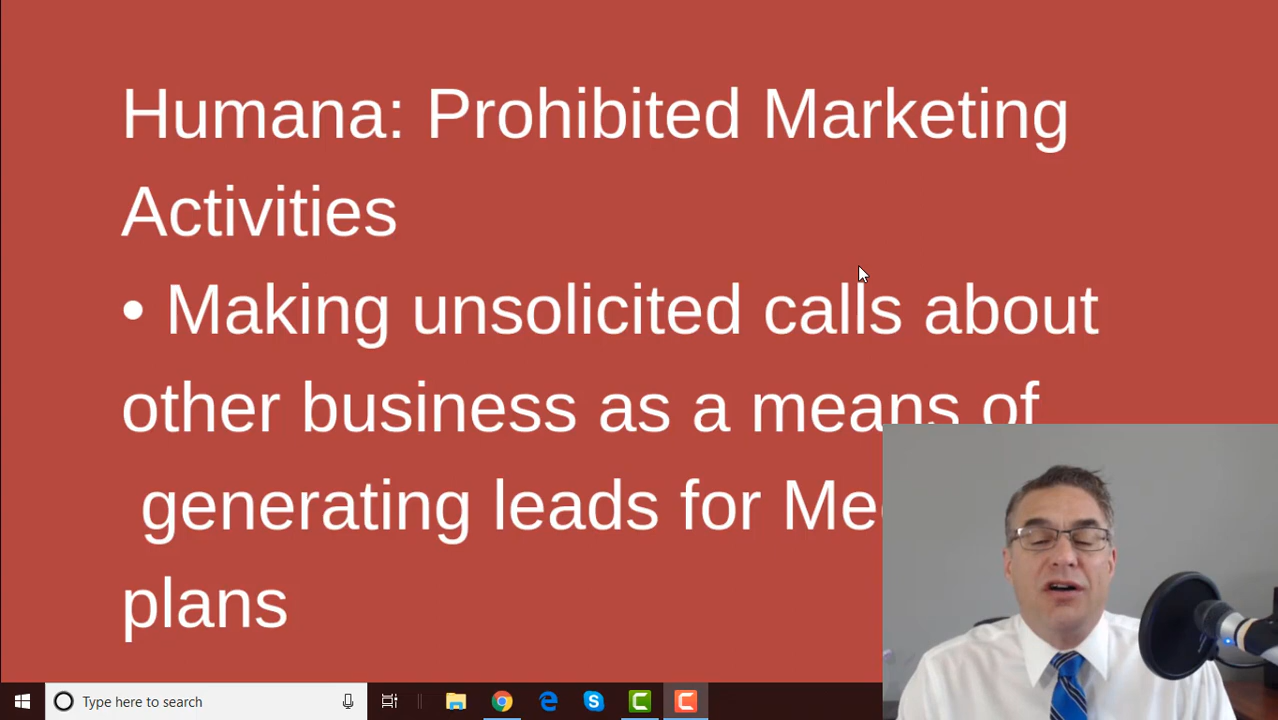 Humana: Prohibited Marketing
Activities
• Making unsolicited calls about
other business as a means of
generating leads for
plans
Type here to search